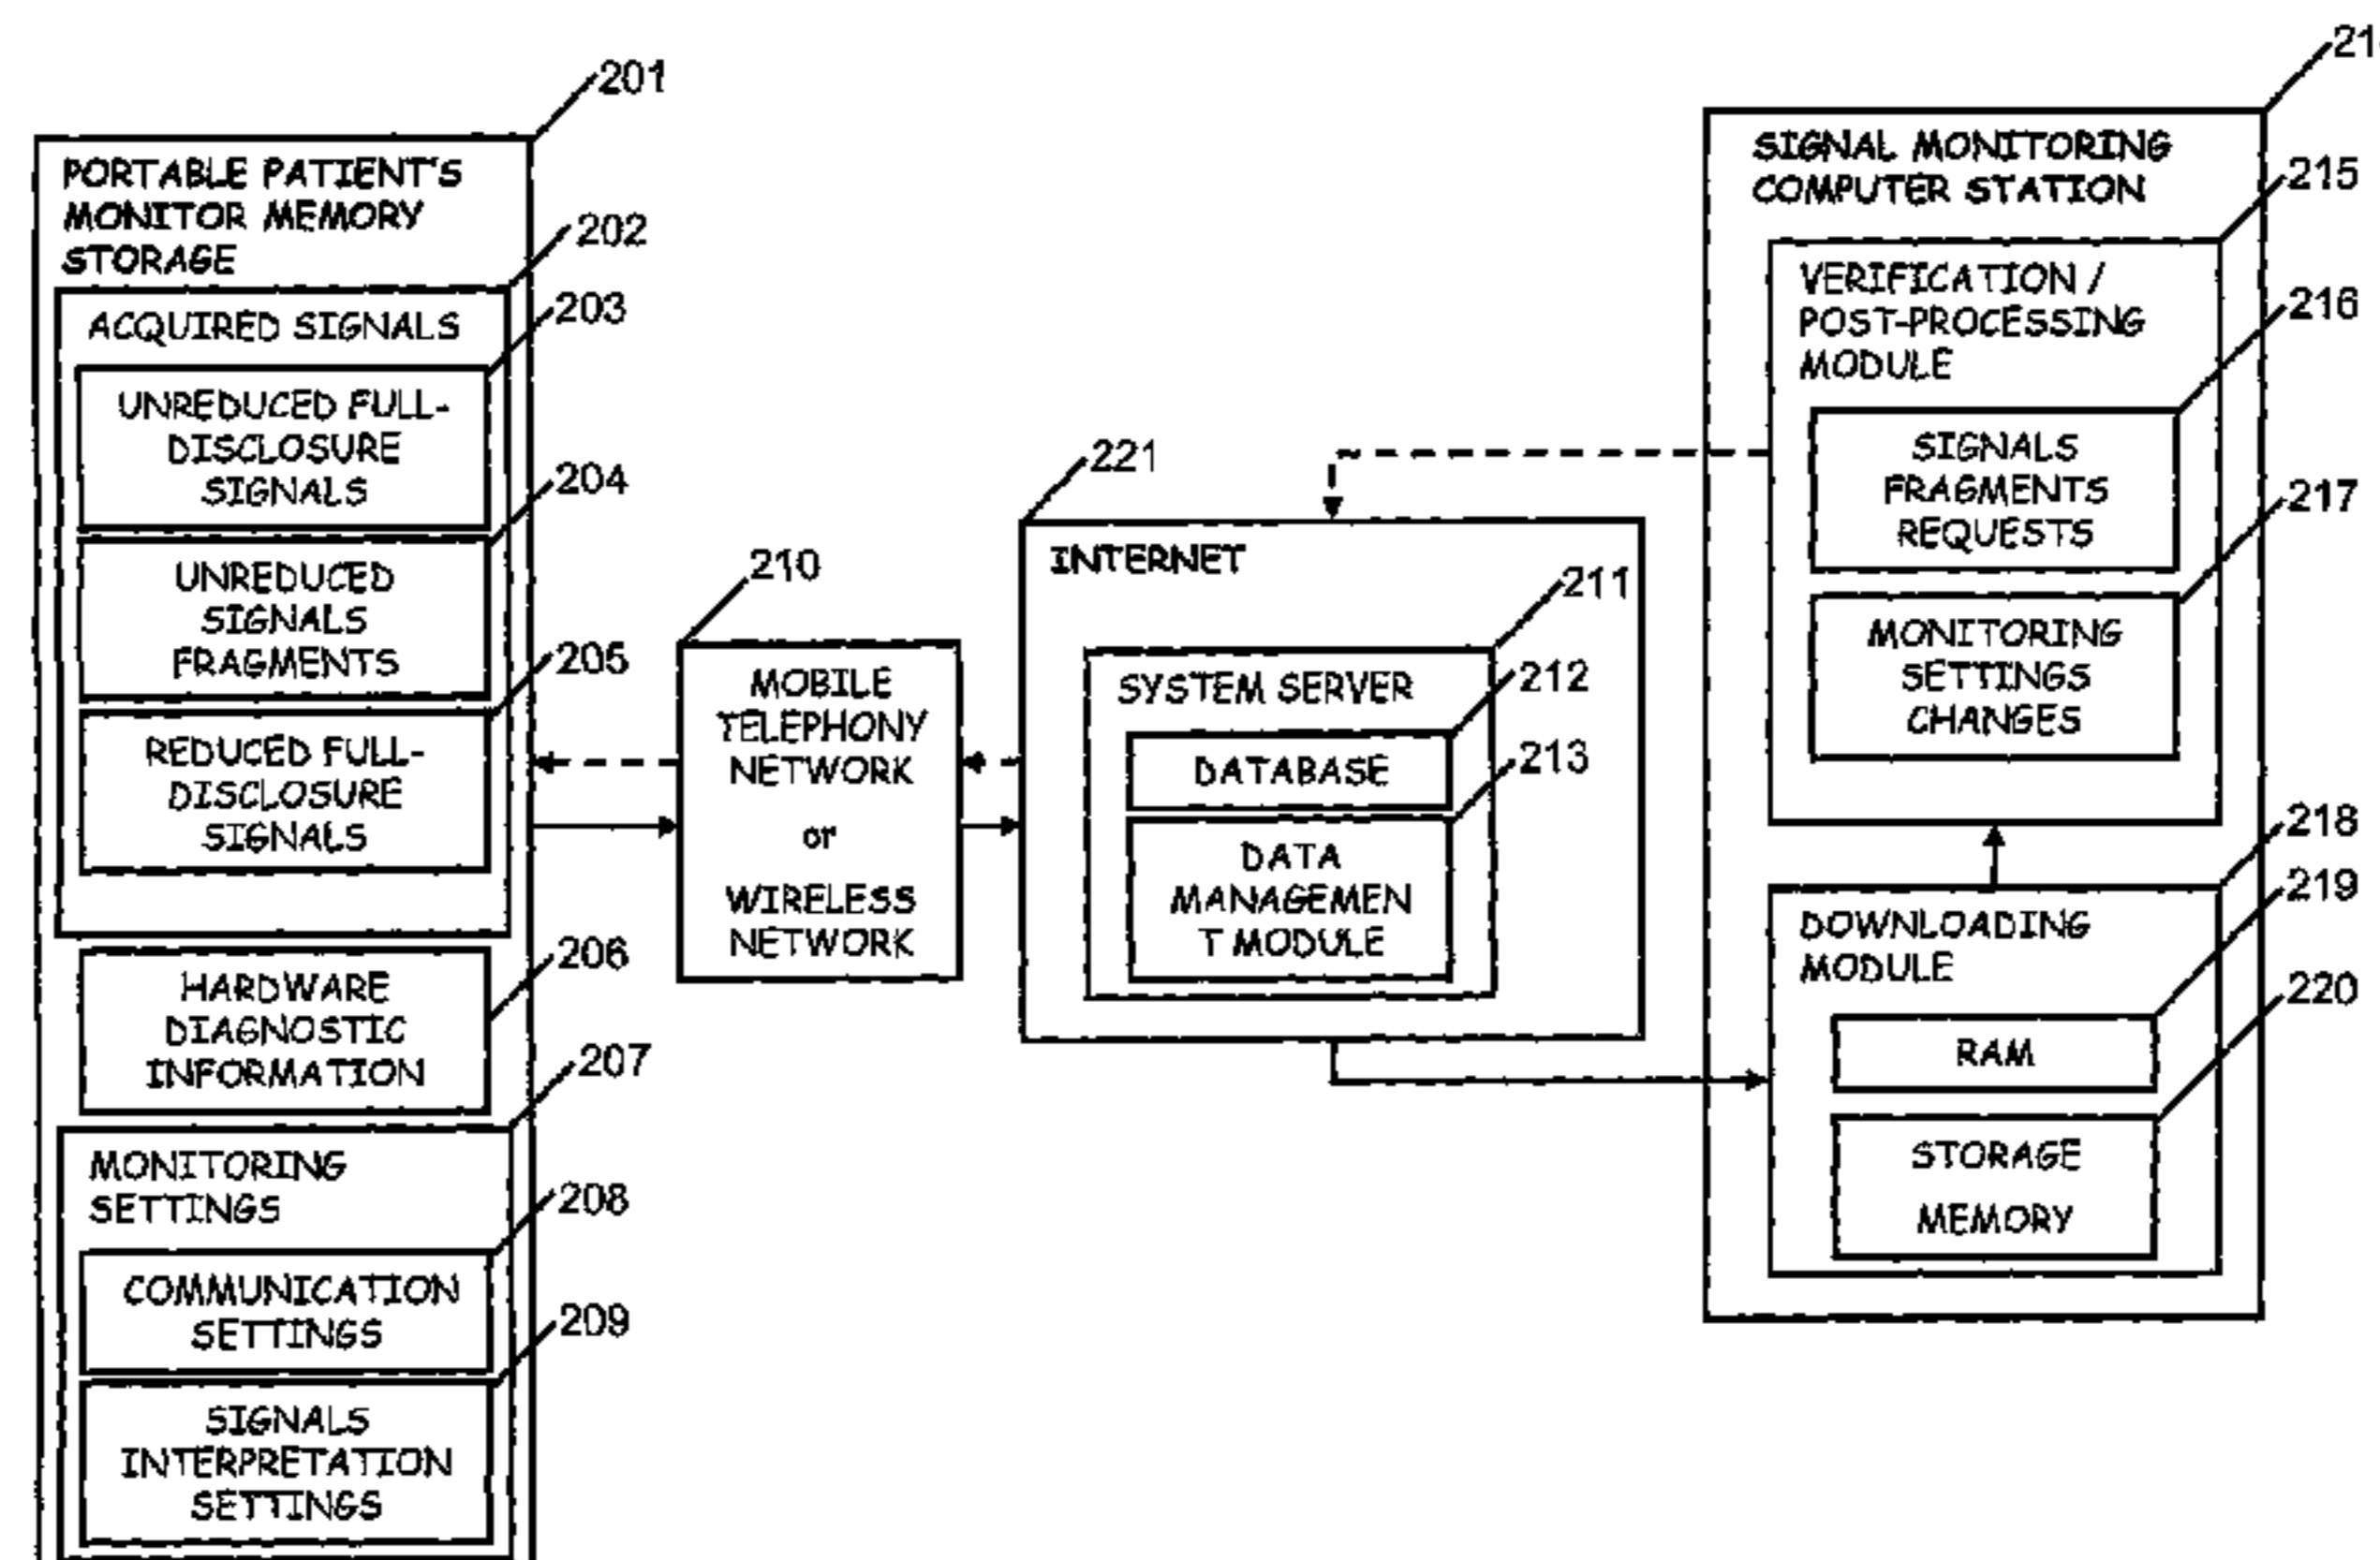 201
PORTABLE PATIENT'S
MONITOR MEMORY
STORAGE
202
ACQUIRED SIGNALS
203
UNREDUCED FULL-
DISCLOSURE
SIGNALS
204
UNREDUCED
SIGNALS
FRAGMENTS
205
REDUCED FULL-
DISCLOSURE
SIGNALS
206
HARDWARE
DIAGNOSTIC
INFORMATION
207
MONITORING
SETTINGS
208
COMMUNICATION
SETTINGS
209
SIGNALS
INTERPRETATION
SETTINGS
210
MOBILE
TELEPHONY
NETWORK
or
WIRELESS
NETWORK
221
INTERNET
211
SYSTEM SERVER
212
DATABASE
213
DATA
MANAGEMEN
T MODULE
SIGNAL MONITORING
COMPUTER STATION
215
VERIFICATION /
POST-PROCESSING
MODULE
216
SIGNALS
FRAGMENTS
REQUESTS
217
MONITORING
SETTINGS
CHANGES
218
DOWNLOADING
MODULE
219
RAM
220
STORAGE
MEMORY